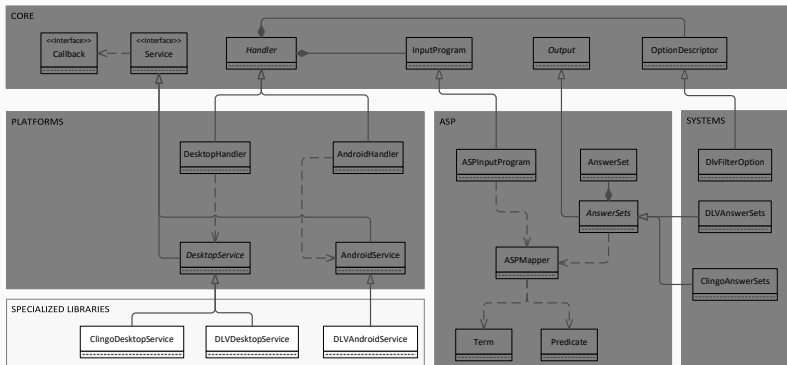 CORE
<<Interface>>
Callback
<<Interface>>
Service
Handler
InputProgram
Output
OptionDescriptor
PLATFORMS
DesktopHandler
AndroidHandler
DesktopService
AndroidService
ASP
ASPInputProgram
AnswerSet
AnswerSets
ASPMapper
Term
Predicate
SYSTEMS
DlvFilterOption
DLVAnswerSets
ClingoAnswerSets
SPECIALIZED LIBRARIES
ClingoDesktopService
DLVDesktopService
DLVAndroidService